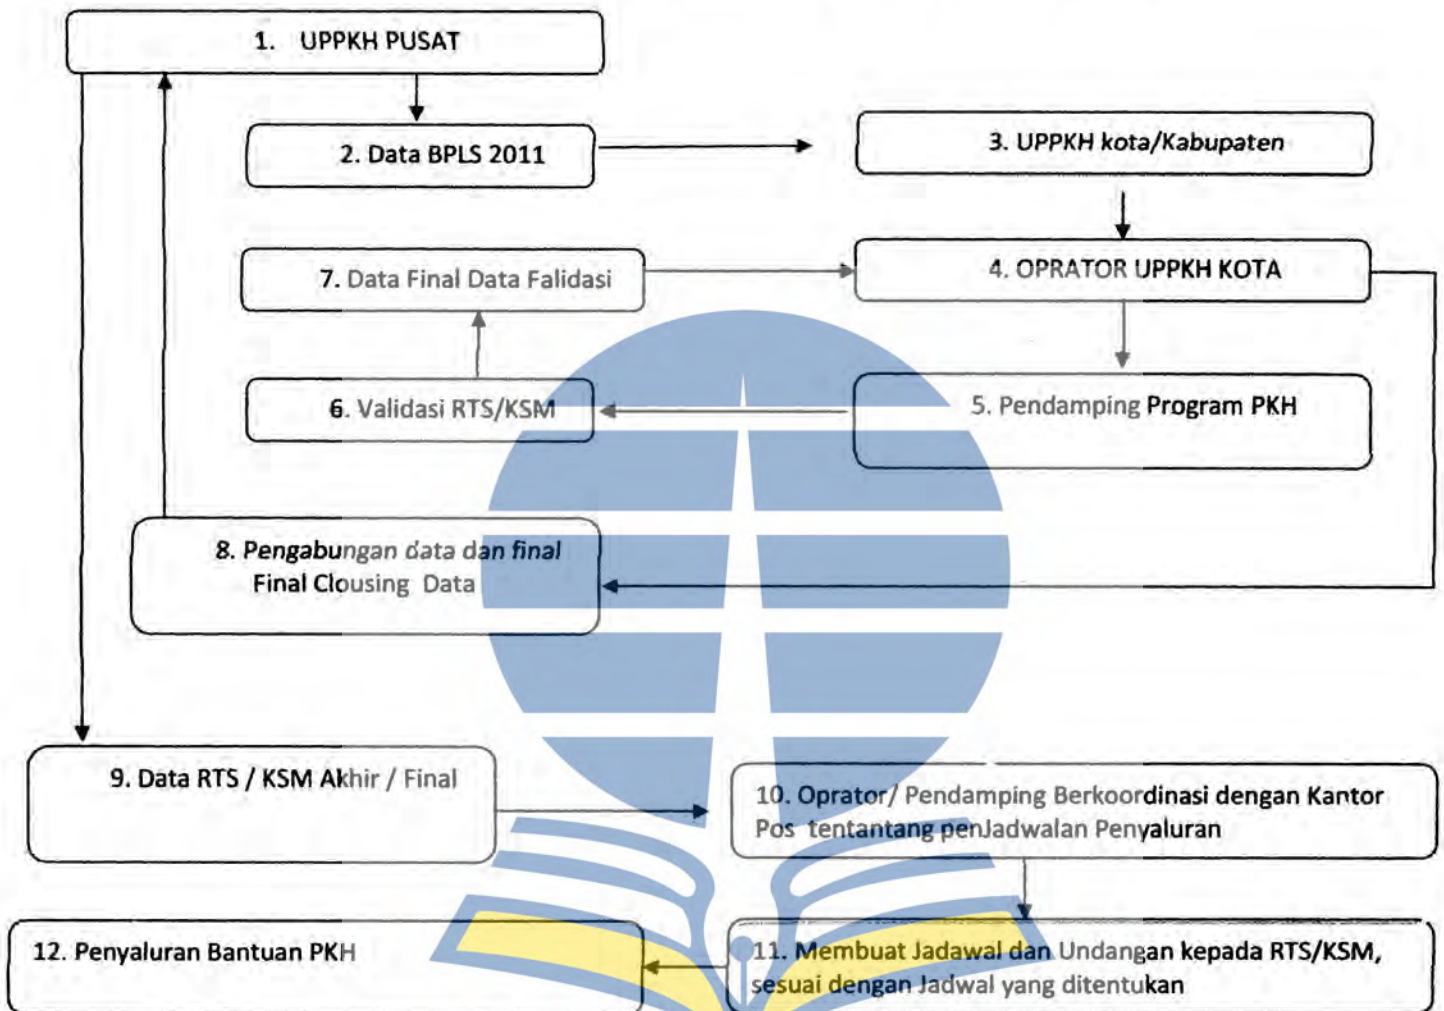 1. UPPKH PUSAT
2. Data BPLS 2011
3. UPPKH kota/Kabupaten
4. OPRATOR UPPKH KOTA
7. Data Final Data Falidasi
6. Validasi RTS/KSM
5. Pendamping Program PKH
8. Pengabungan data dan final
Final Clousing Data
9. Data RTS / KSM Akhir / Final
10. Oprator/ Pendamping Berkoordinasi dengan Kantor
Pos tentantang penJadwalan Penyaluran
12. Penyaluran Bantuan PKH
11. Membuat Jadawal dan Undangan kepada RTS/KSM,
sesuai dengan Jadwal yang ditentukan